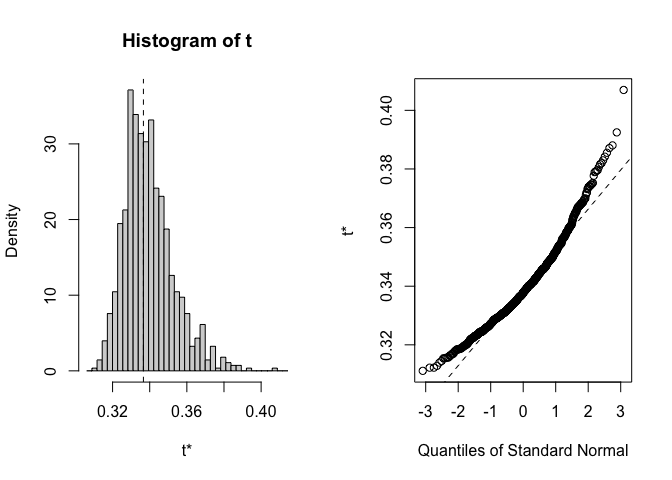 Histogram of t
Density
0 10 20 30
0.32 0.36 0.40
t*
t*
0.32 0.34 0.36 0.38 0.40
-3 -2 -1 0 1 2 3
Quantiles of Standard Normal